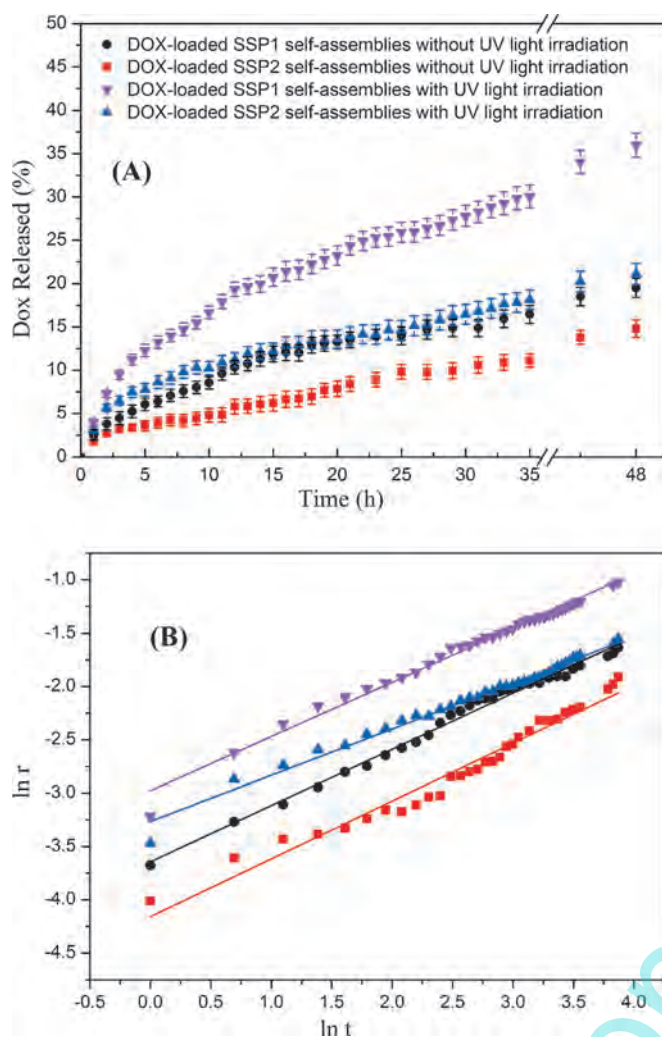 50
DOX-loaded SSP1 self-assemblies without UV light irradiation
45
DOX-loaded SSP2 self-assemblies without UV light irradiation
DOX-loaded SSP1 self-assemblies with UV light irradiation
40
DOX-loaded SSP2 self-assemblies with UV light irradiation
35
(A)
30
25
20
15
10
5
0
Dox Released (%)
0 5 10 15 20 25 30 35 48
Time (h)
-1.0
(B)
-1.5
-2.0
-2.5
-3.0
-3.5
-4.0
-4.5
ln r
-0.5 0.0 0.5 1.0 1.5 2.0 2.5 3.0 3.5 4.0
ln t